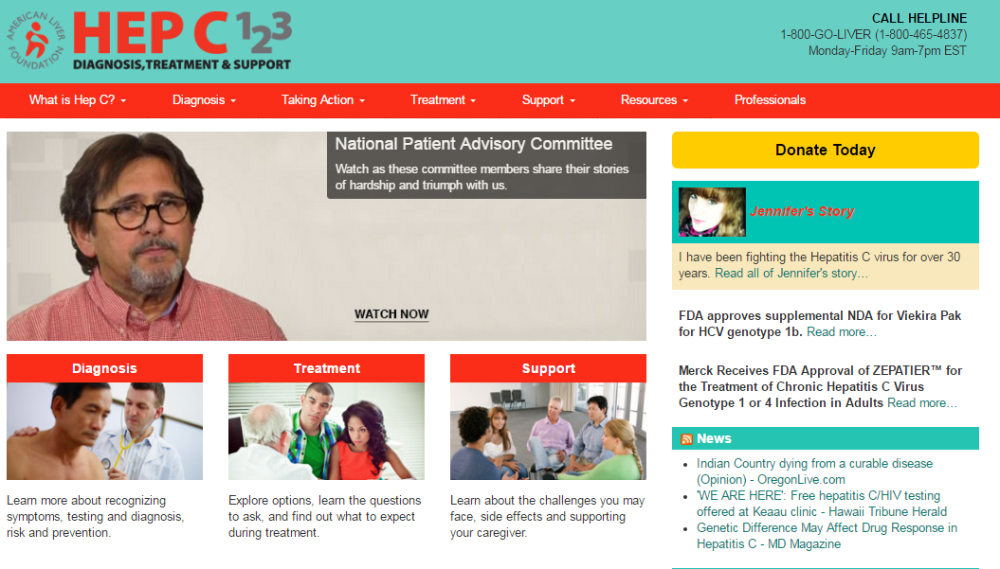 AMERICAN LIVER FOUNDATION
HEP C 123
DIAGNOSIS, TREATMENT & SUPPORT
CALL HELPLINE
1-800-GO-LIVER (1-800-465-4837)
Monday-Friday 9am-7pm EST
What is Hep C? Diagnosis Taking Action Treatment Support Resources Professionals
National Patient Advisory Committee
Watch as these committee members share their stories
of hardship and triumph with us.
WATCH NOW
Diagnosis
Learn more about recognizing
symptoms, testing and diagnosis,
risk and prevention.
Treatment
Explore options, learn the questions
to ask, and find out what to expect
during treatment.
Support
Learn about the challenges you may
face, side effects and supporting
your caregiver.
Donate Today
Jennifer's Story
I have been fighting the Hepatitis C virus for over 30
years. Read all of Jennifer's story...
FDA approves supplemental NDA for Viekira Pak
for HCV genotype 1b. Read more...
Merck Receives FDA Approval of ZEPATIER™ for
the Treatment of Chronic Hepatitis C Virus
Genotype 1 or 4 Infection in Adults Read more...
News
• Indian Country dying from a curable disease
(Opinion) - OregonLive.com
• 'WE ARE HERE': Free hepatitis C/HIV testing
offered at Keaau clinic - Hawaii Tribune Herald
• Genetic Difference May Affect Drug Response in
Hepatitis C - MD Magazine